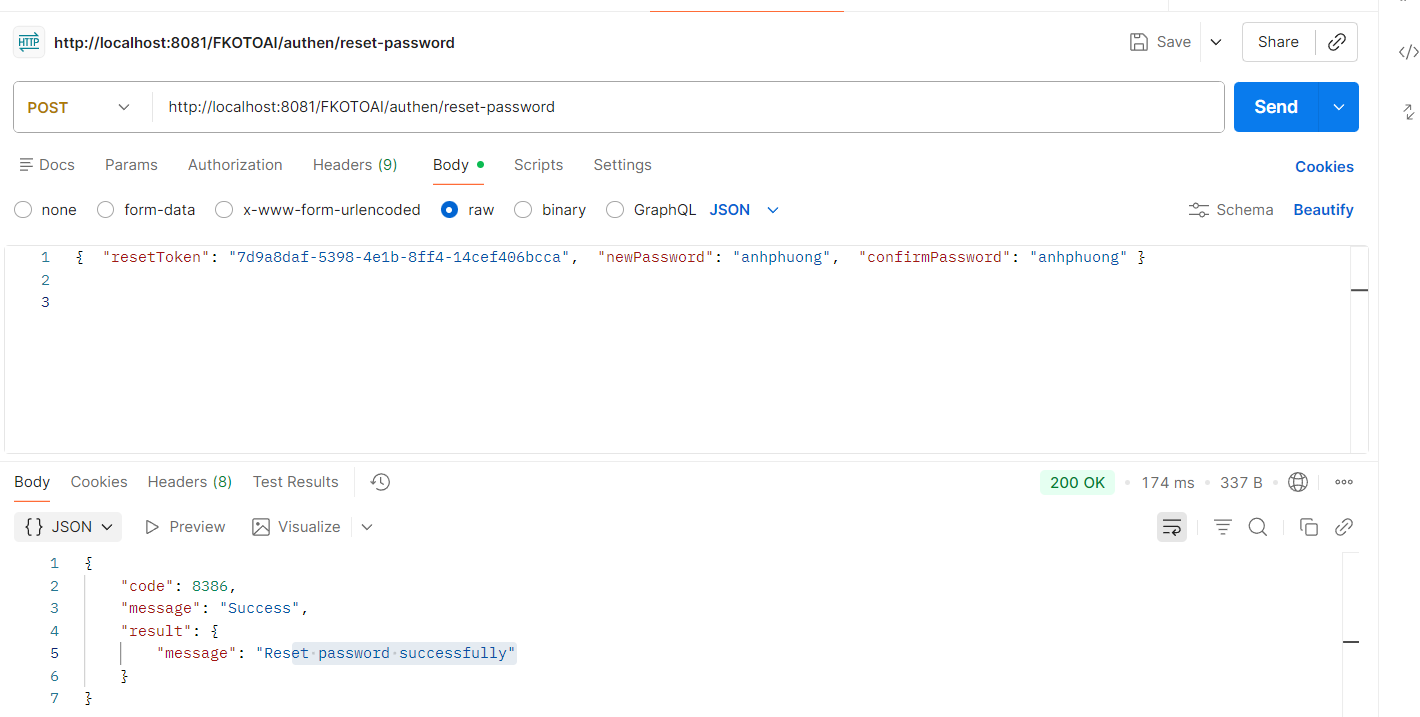 HTTP http://localhost:8081/FKOTOAI/authen/reset-password Save Share
POST http://localhost:8081/FKOTOAI/authen/reset-password Send
Docs Params Authorization Headers (9) Body Scripts Settings Cookies
none form-data x-www-form-urlencoded raw binary GraphQL JSON Schema Beautify
1 { "resetToken": "7d9a8daf-5398-4e1b-8ff4-14cef406bcca", "newPassword": "anhphuong", "confirmPassword": "anhphuong" }
2
3
Body Cookies Headers (8) Test Results 200 OK • 174 ms • 337 B •
{} JSON Preview Visualize
1 {
2 "code": 8386,
3 "message": "Success",
4 "result": {
5 "message": "Reset password successfully"
6 }
7 }